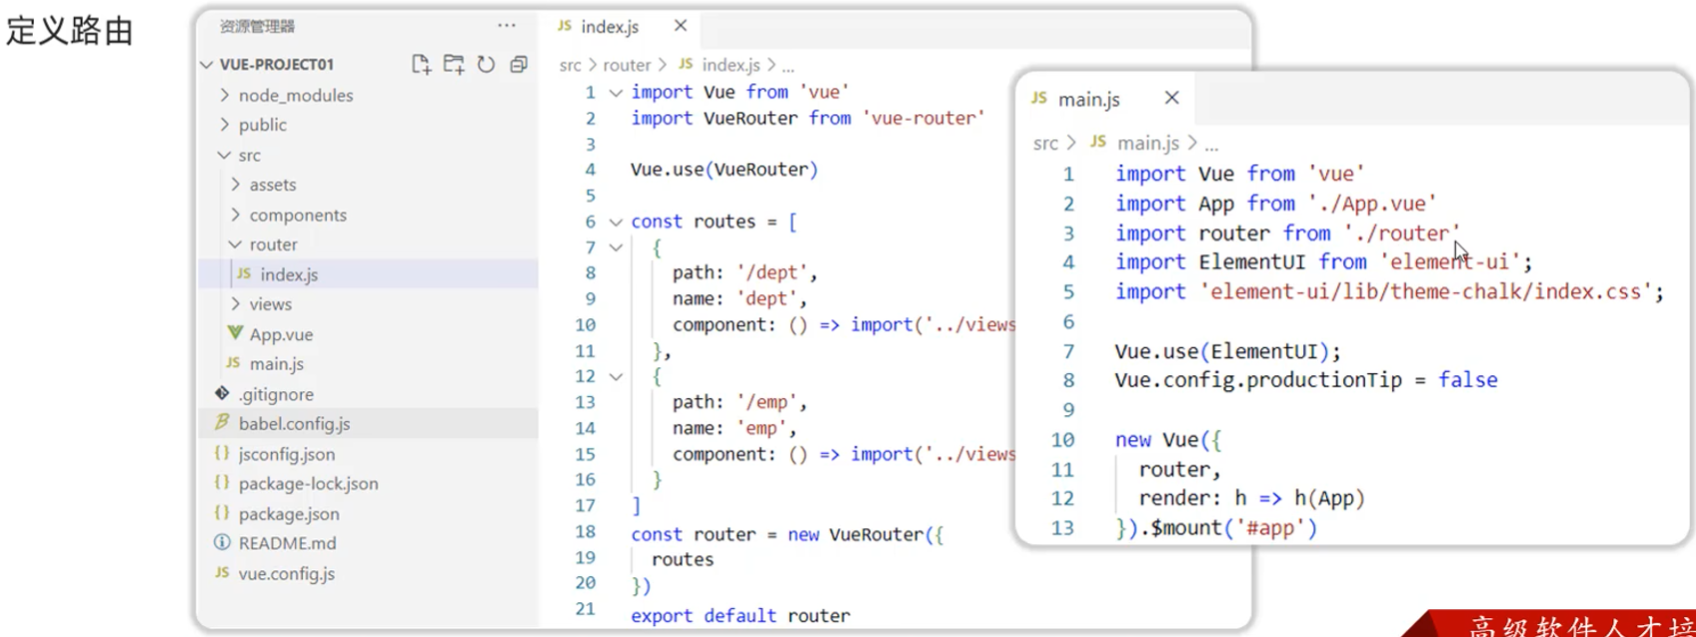 定义路由
资源管理器
VUE-PROJECT01
node_modules
public
src
assets
components
router
JS index.js
views
App.vue
JS main.js
.gitignore
babel.config.js
{} jsconfig.json
{} package-lock.json
{} package.json
README.md
JS vue.config.js
JS index.js
src > router > JS index.js > ...
1 import Vue from 'vue'
2 import VueRouter from 'vue-router'
3
4 Vue.use(VueRouter)
5
6 const routes = [
7 {
8 path: '/dept',
9 name: 'dept',
10 component: () => import('../views
11 },
12 {
13 path: '/emp',
14 name: 'emp',
15 component: () => import('../views
16 }
17 ]
18 const router = new VueRouter({
19 routes
20 })
21 export default router
JS main.js
src > JS main.js > ...
1 import Vue from 'vue'
2 import App from './App.vue'
3 import router from './router'
4 import ElementUI from 'element-ui';
5 import 'element-ui/lib/theme-chalk/index.css';
6
7 Vue.use(ElementUI);
8 Vue.config.productionTip = false
9
10 new Vue({
11 router,
12 render: h => h(App)
13 }).$mount('#app')
高级软件人才培